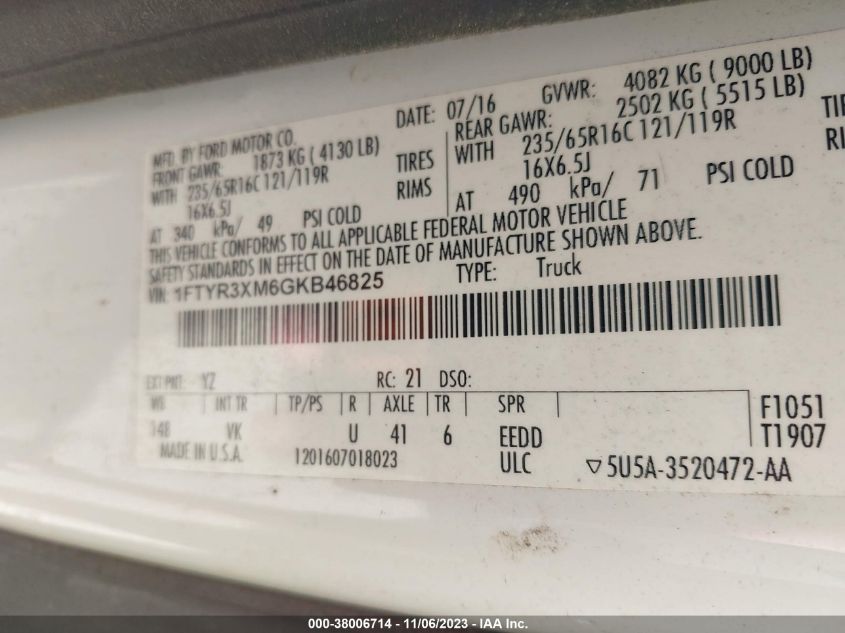 MFD. BY FORD MOTOR CO.
DATE: 07/16 GVWR: 4082 KG ( 9000 LB)
FRONT GAWR: 1873 KG ( 4130 LB)
REAR GAWR: 2502 KG ( 5515 LB)
WITH 235/65R16C 121/119R TIRES
WITH 235/65R16C 121/119R TI
16X6.5J RIMS
16X6.5J RI
AT 340 kPa/ 49 PSI COLD
AT 490 kPa/ 71 PSI COLD
THIS VEHICLE CONFORMS TO ALL APPLICABLE FEDERAL MOTOR VEHICLE
SAFETY STANDARDS IN EFFECT ON THE DATE OF MANUFACTURE SHOWN ABOVE.
VIN: 1FTYR3XM6GKB46825 TYPE: Truck
EXT PNT: YZ RC: 21 DSO:
WB INT TR TP/PS R AXLE TR SPR
148 VK U 41 6 EEDD
F1051
T1907
MADE IN U.S.A. 1201607018023 ULC ▽5U5A-3520472-AA
000-38006714 - 11/06/2023 - IAA Inc.